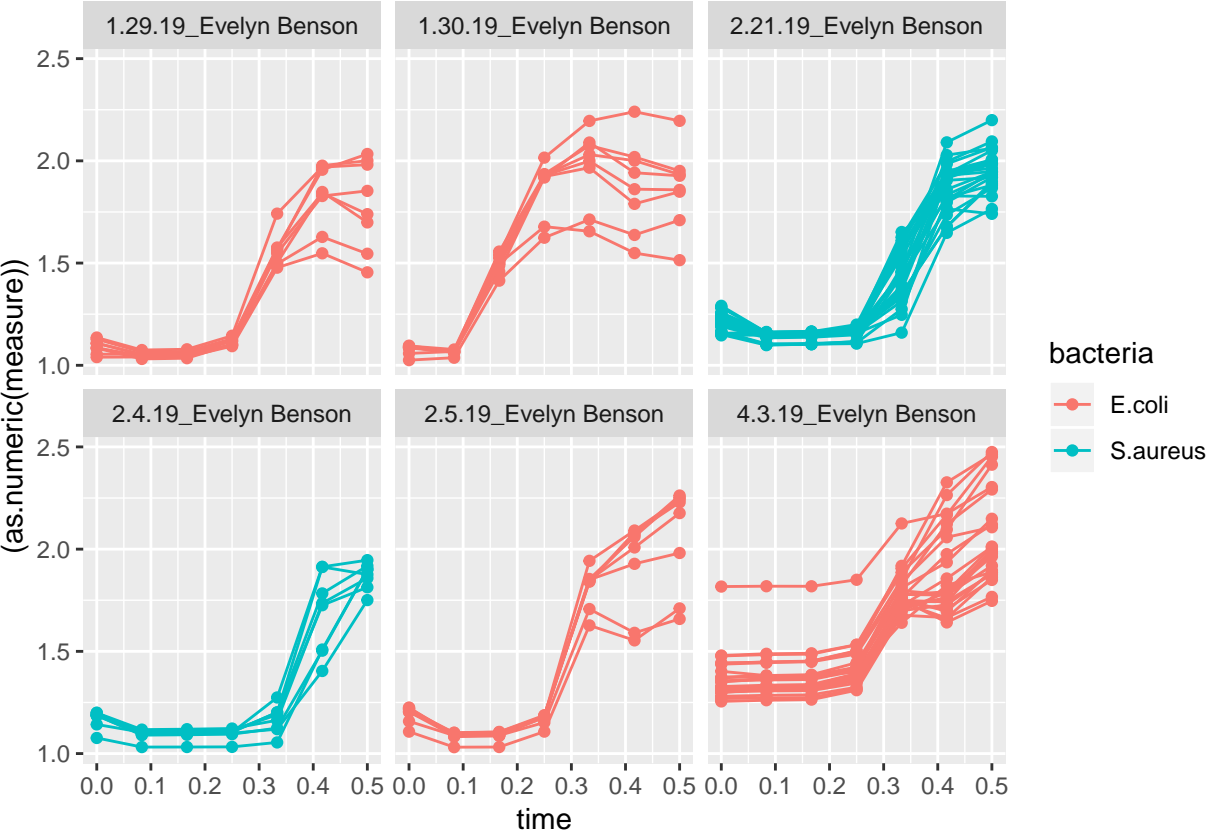 1.29.19_Evelyn Benson
1.30.19_Evelyn Benson
2.21.19_Evelyn Benson
2.5
2.0
1.5
1.0
2.4.19_Evelyn Benson
2.5.19_Evelyn Benson
4.3.19_Evelyn Benson
2.5
2.0
1.5
1.0
0.0 0.1 0.2 0.3 0.4 0.5
0.0 0.1 0.2 0.3 0.4 0.5
0.0 0.1 0.2 0.3 0.4 0.5
time
(as.numeric(measure))
bacteria
E.coli
S.aureus